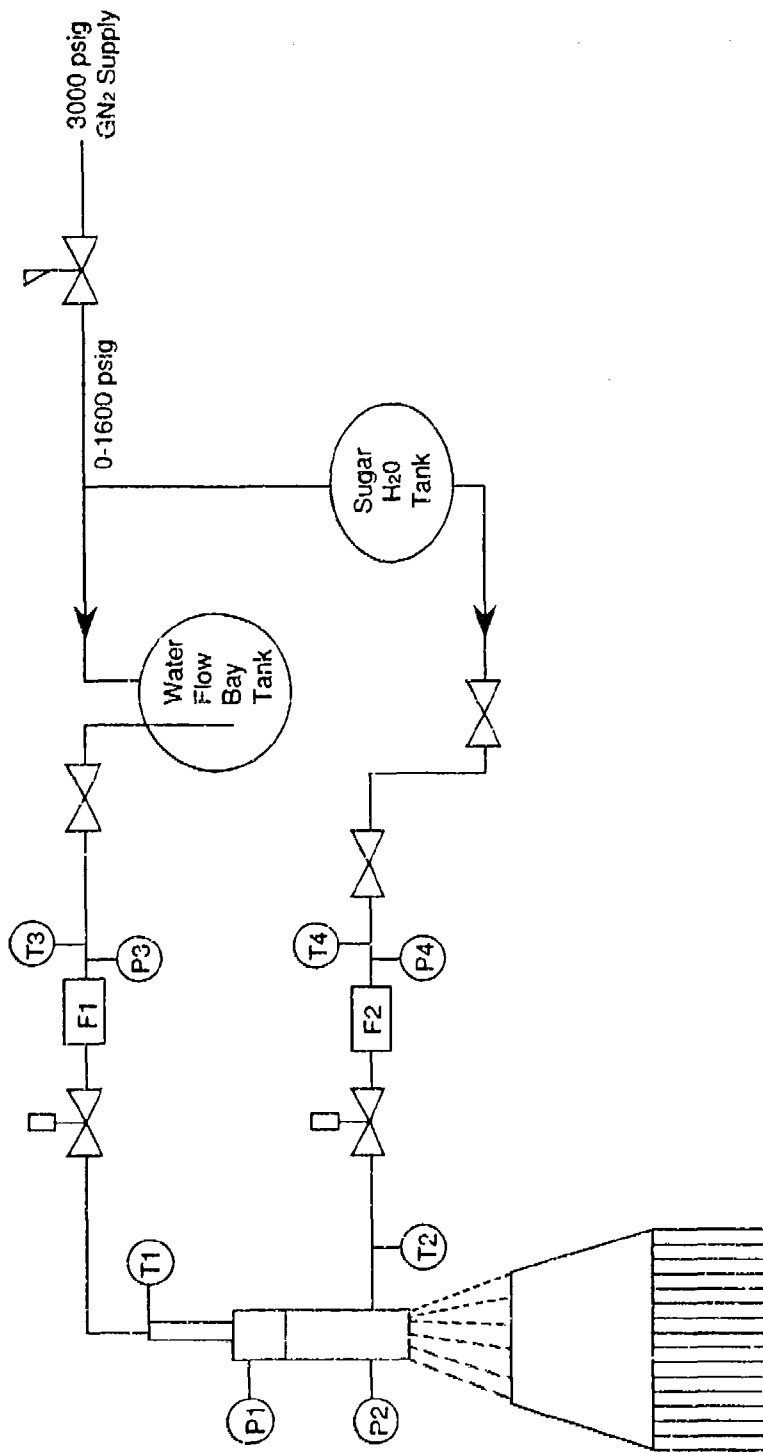 3000 psig
GN2 Supply
0-1600 psig
Water
Flow
Bay
Tank
Sugar
H20
Tank
T3
P3
F1
T4
P4
F2
T1
T2
P1
P2